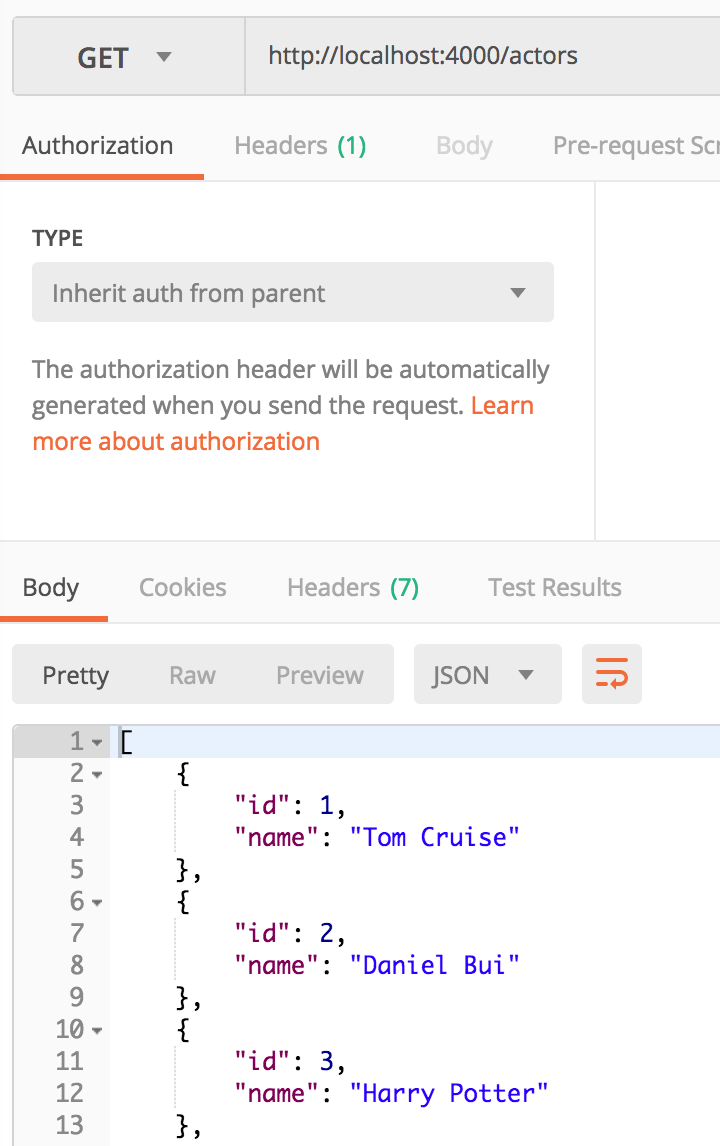 GET http://localhost:4000/actors
Authorization Headers (1) Body Pre-request Scr
TYPE
Inherit auth from parent
The authorization header will be automatically
generated when you send the request. Learn
more about authorization
Body Cookies Headers (7) Test Results
Pretty Raw Preview JSON
1 [
2 {
3 "id": 1,
4 "name": "Tom Cruise"
5 },
6 {
7 "id": 2,
8 "name": "Daniel Bui"
9 },
10 {
11 "id": 3,
12 "name": "Harry Potter"
13 },